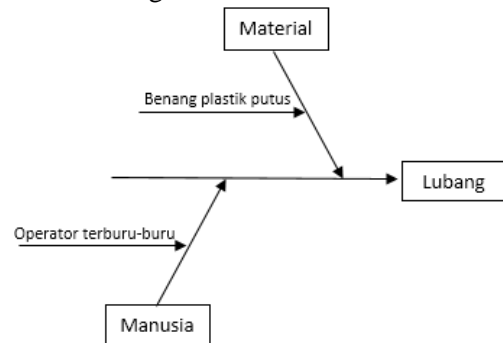 Material
Benang plastik putus
Lubang
Operator terburu-buru
Manusia